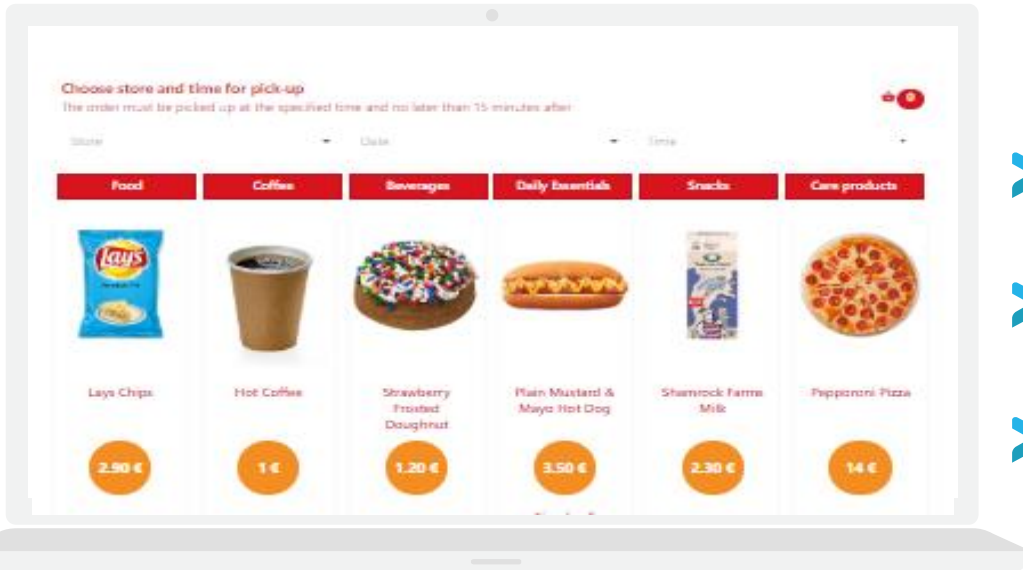 Choose store and time for pick-up
The order must be picked up at the specified time and no later than 15 minutes after
Store
Date
Time
Food
Coffee
Beverages
Daily Essentials
Snacks
Care products
Lay's
Lays Chips
Hot Coffee
Strawberry
Frosted
Doughnut
Plain Mustard &
Mayo Hot Dog
Shamrock Farms
Milk
Pepporoni Pizza
2.90 €
1 €
1.20 €
3.50 €
2.30 €
14 €